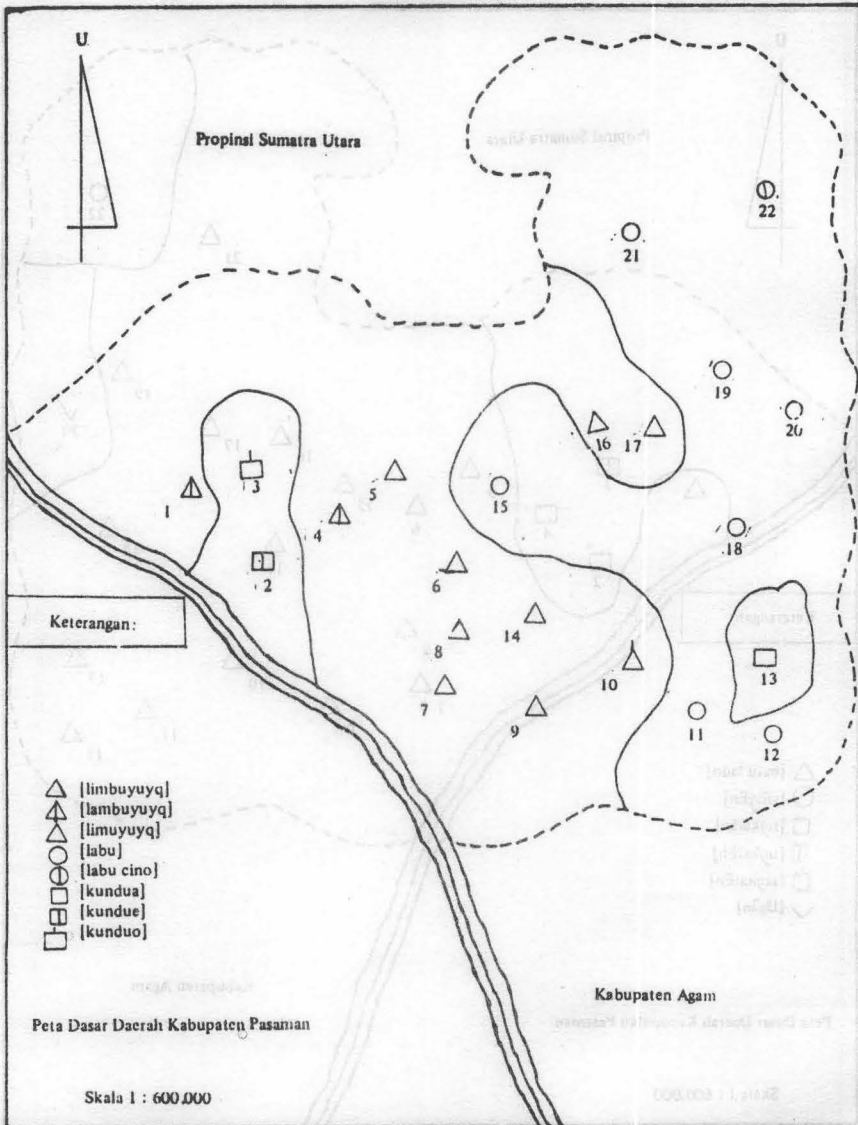 U
Propinsi Sumatra Utara
22
21
19
20
16
17
3
5
15
1
4
18
2
6
Keterangan:
14
8
13
10
7
9
11
12
[limbuyuyq]
[lambuyuyq]
[limuyuyq]
[labu]
[labu cino]
[kundua]
[kundue]
[kunduo]
Kabupaten Agam
Peta Dasar Daerah Kabupaten Pasaman
Skala 1 : 600.000